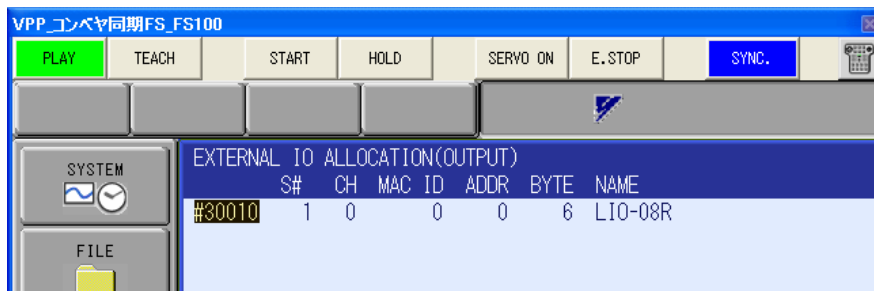 VPP_コンベヤ同期FS_FS100
PLAY TEACH START HOLD SERVO ON E.STOP SYNC.
SYSTEM
FILE
EXTERNAL IO ALLOCATION(OUTPUT)
S# CH MAC ID ADDR BYTE NAME
#30010 1 0 0 0 6 LIO-08R